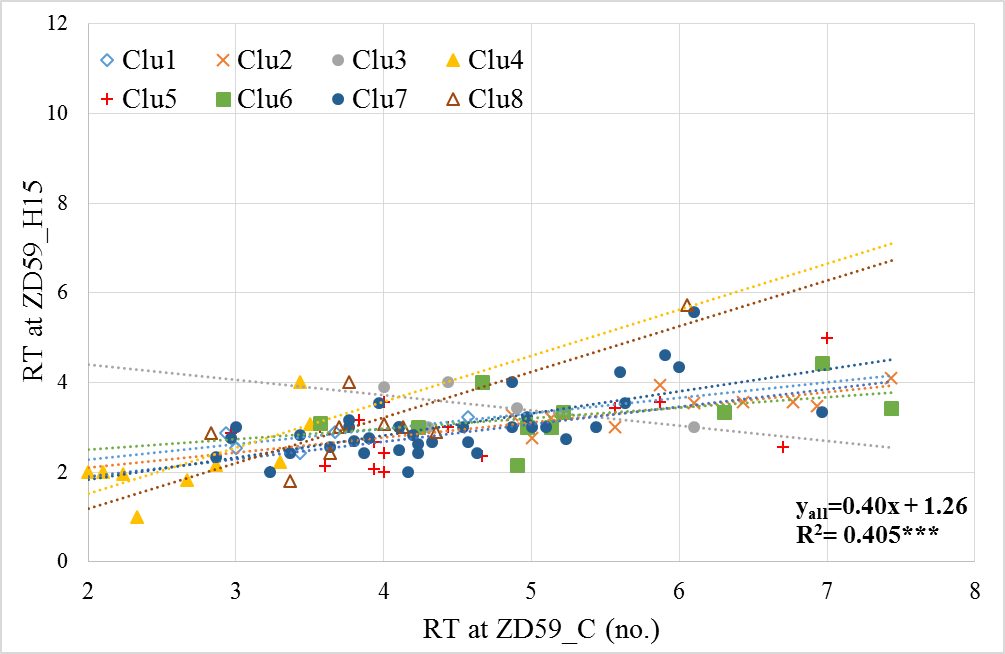 12
10
8
6
4
2
0
Clu1 Clu2 Clu3 Clu4
Clu5 Clu6 Clu7 Clu8
RT at ZD59_H15
y_all=0.40x + 1.26
R²= 0.405***
2 3 4 5 6 7 8
RT at ZD59_C (no.)